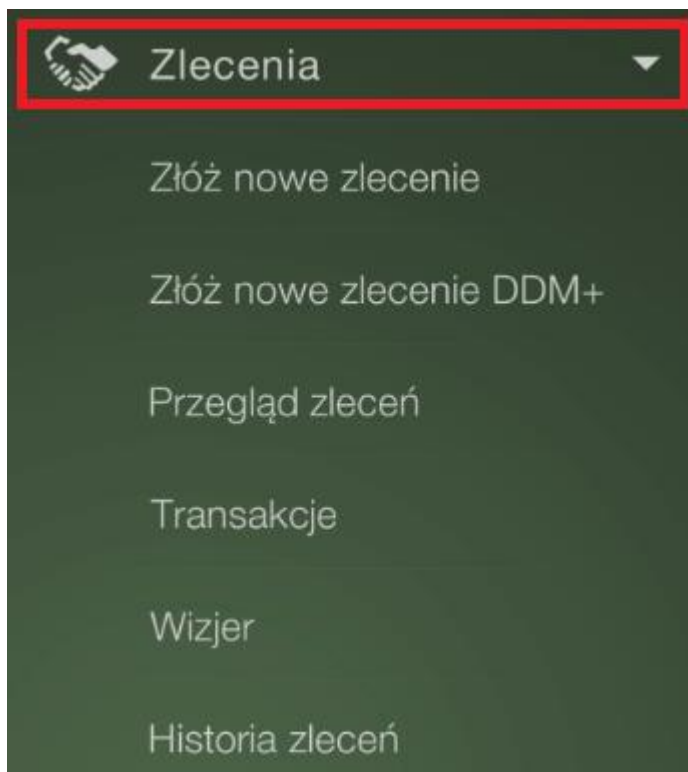 Zlecenia
Złóż nowe zlecenie
Złóż nowe zlecenie DDM+
Przegląd zleceń
Transakcje
Wizjer
Historia zleceń